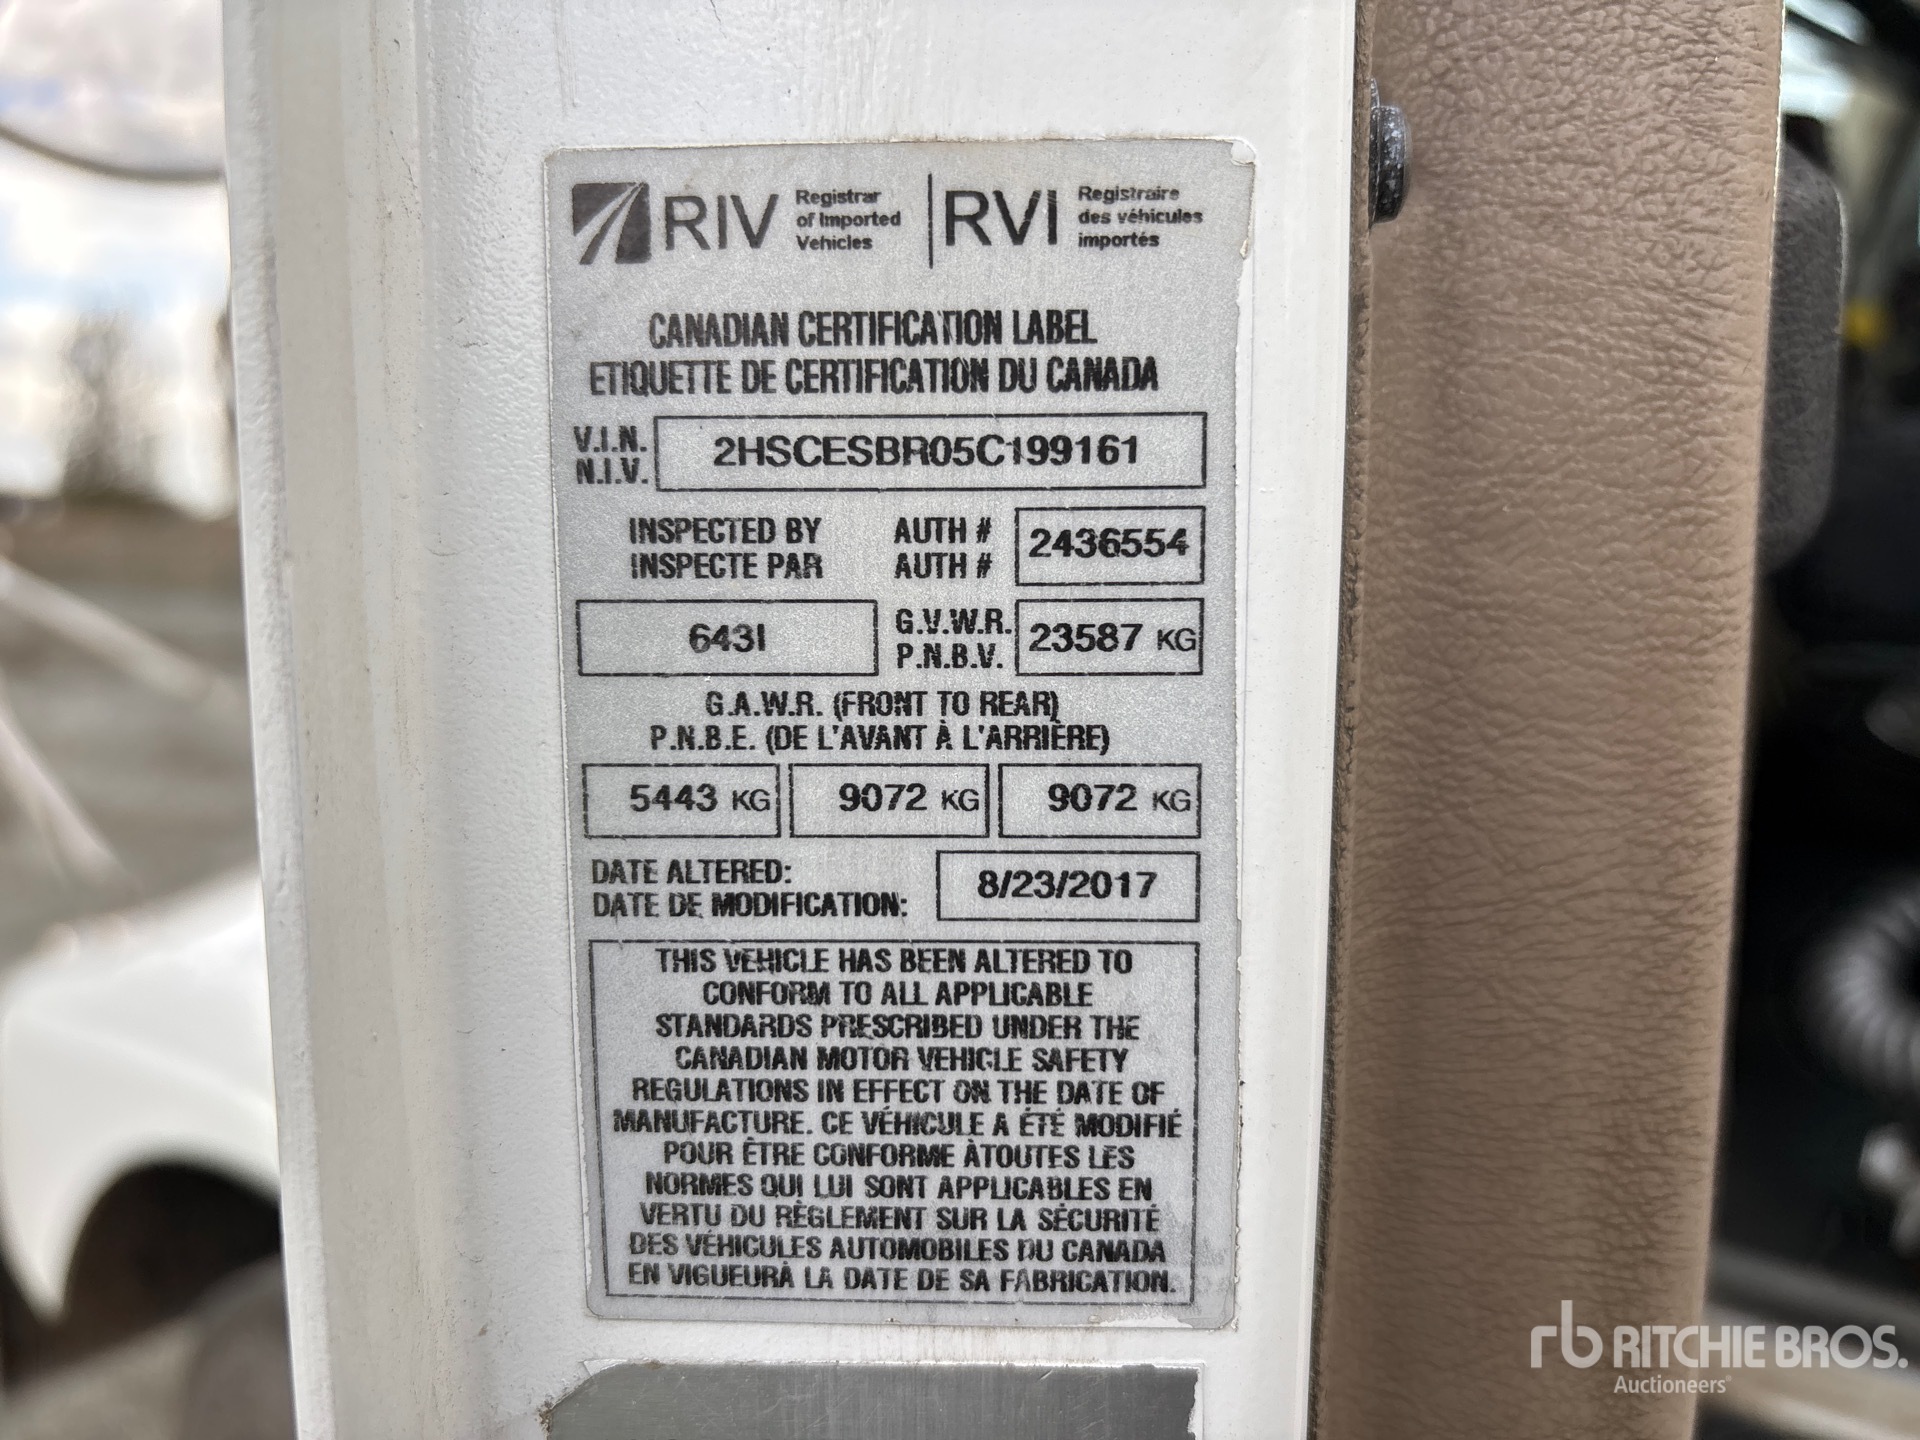 RIV Registrar of Imported Vehicles | RVI Registraire des véhicules importés
CANADIAN CERTIFICATION LABEL
ETIQUETTE DE CERTIFICATION DU CANADA
V.I.N. 2HSCESBR05C199161
N.I.V.
INSPECTED BY AUTH # 2436554
INSPECTE PAR AUTH #
643I G.V.W.R. 23587 KG
P.N.B.V.
G.A.W.R. (FRONT TO REAR)
P.N.B.E. (DE L'AVANT À L'ARRIÈRE)
5443 KG 9072 KG 9072 KG
DATE ALTERED: 8/23/2017
DATE DE MODIFICATION:
THIS VEHICLE HAS BEEN ALTERED TO
CONFORM TO ALL APPLICABLE
STANDARDS PRESCRIBED UNDER THE
CANADIAN MOTOR VEHICLE SAFETY
REGULATIONS IN EFFECT ON THE DATE OF
MANUFACTURE. CE VÉHICULE A ÉTÉ MODIFIÉ
POUR ÊTRE CONFORME ÀTOUTES LES
NORMES QUI LUI SONT APPLICABLES EN
VERTU DU RÈGLEMENT SUR LA SÉCURITÉ
DES VÉHICULES AUTOMOBILES DU CANADA
EN VIGUEURÀ LA DATE DE SA FABRICATION.
rb RITCHIE BROS.
Auctioneers